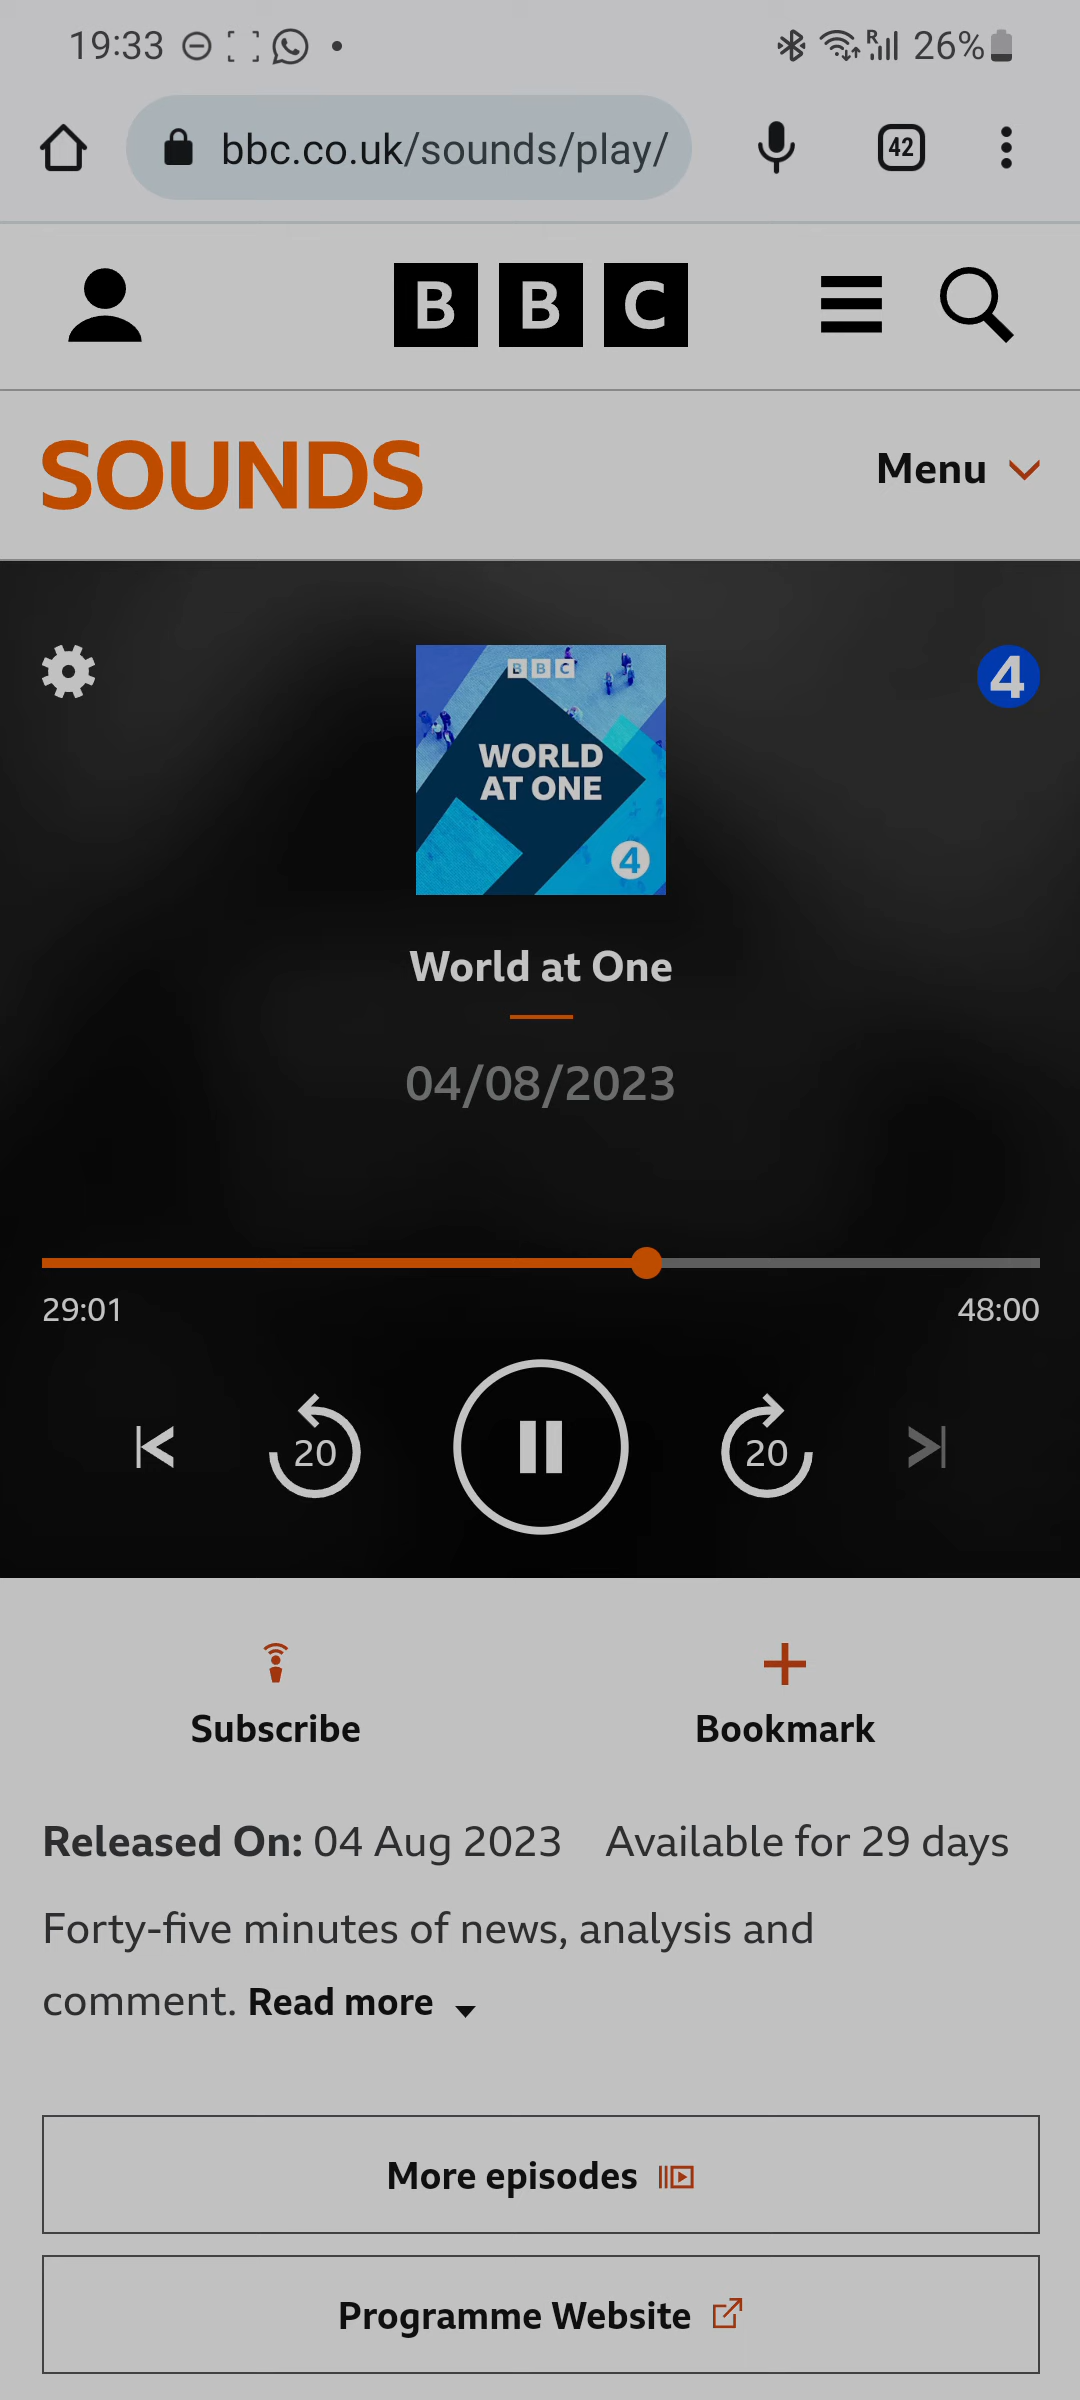 19:33
R
26%
bbc.co.uk/sounds/play/
42
BBC
SOUNDS
Menu
BBC
WORLD
AT ONE
4
4
World at One
04/08/2023
29:01
48:00
20
20
Subscribe
Bookmark
Released On: 04 Aug 2023 Available for 29 days
Forty-five minutes of news, analysis and
comment. Read more
More episodes
Programme Website